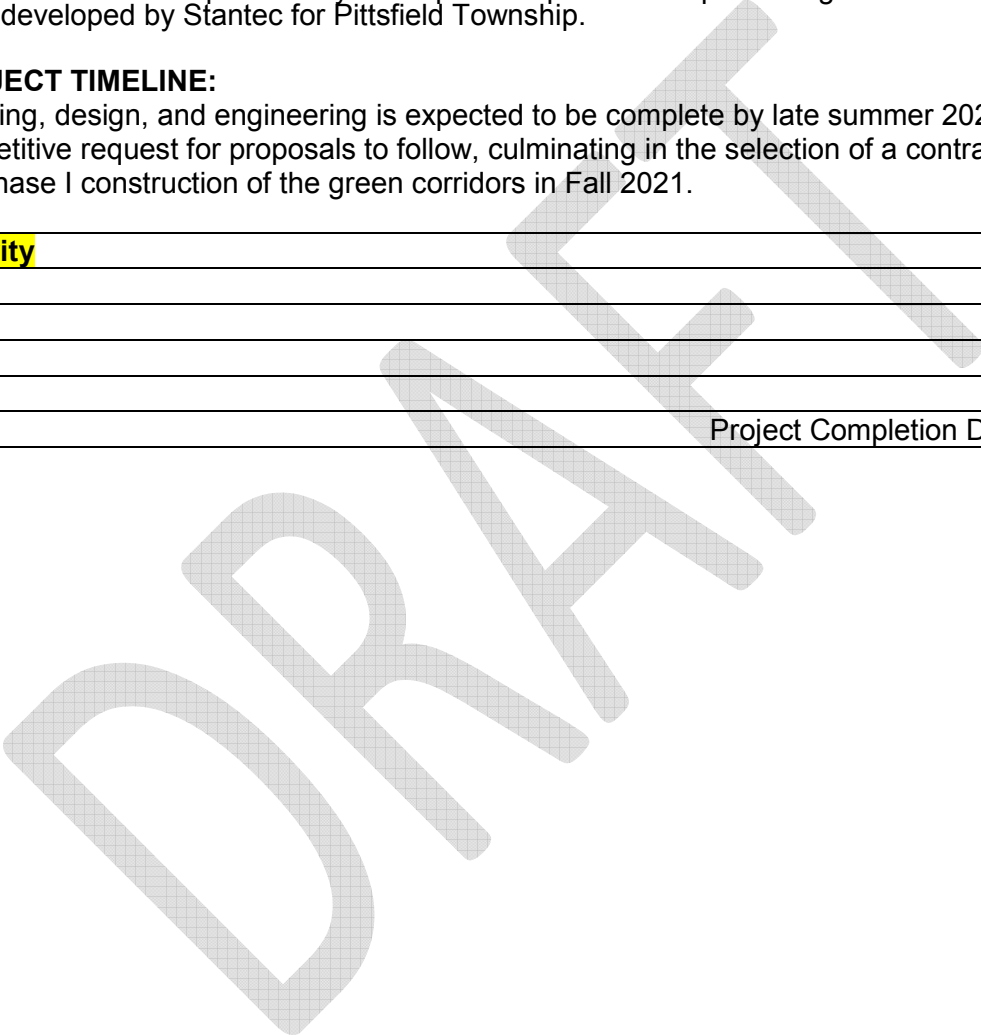 developed by Stantec for Pittsfield Township.
JECT TIMELINE:
ing, design, and engineering is expected to be complete by late summer 202
etitive request for proposals to follow, culminating in the selection of a contra
hase I construction of the green corridors in Fall 2021.
ity
Project Completion D
DRAFT